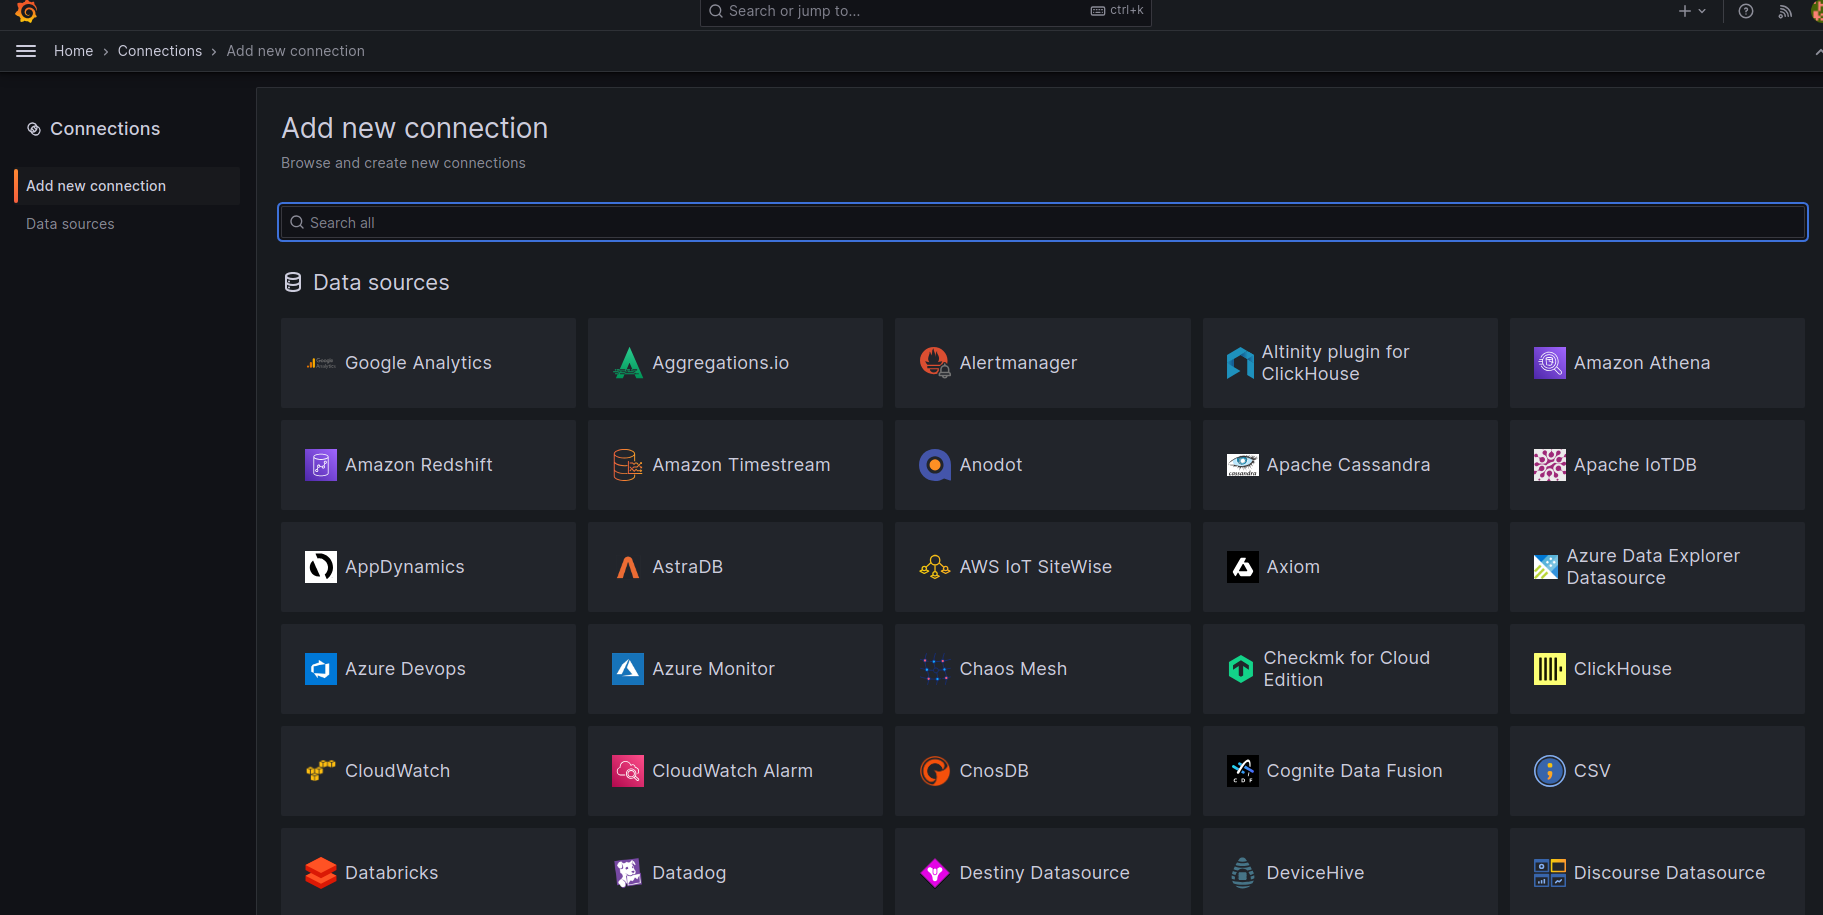 Search or jump to...
ctrl+k
Home › Connections › Add new connection
Connections
Add new connection
Data sources
Add new connection
Browse and create new connections
Search all
Data sources
Google Analytics
Google Analytics
Aggregations.io
Alertmanager
Altinity plugin for
ClickHouse
Amazon Athena
Amazon Redshift
Amazon Timestream
Anodot
cassandra
Apache Cassandra
Apache IoTDB
AppDynamics
AstraDB
AWS IoT SiteWise
Axiom
Azure Data Explorer
Datasource
Azure Devops
Azure Monitor
Chaos Mesh
Checkmk for Cloud
Edition
ClickHouse
CloudWatch
CloudWatch Alarm
CnosDB
CDF
Cognite Data Fusion
CSV
Databricks
Datadog
Destiny Datasource
DeviceHive
Discourse Datasource